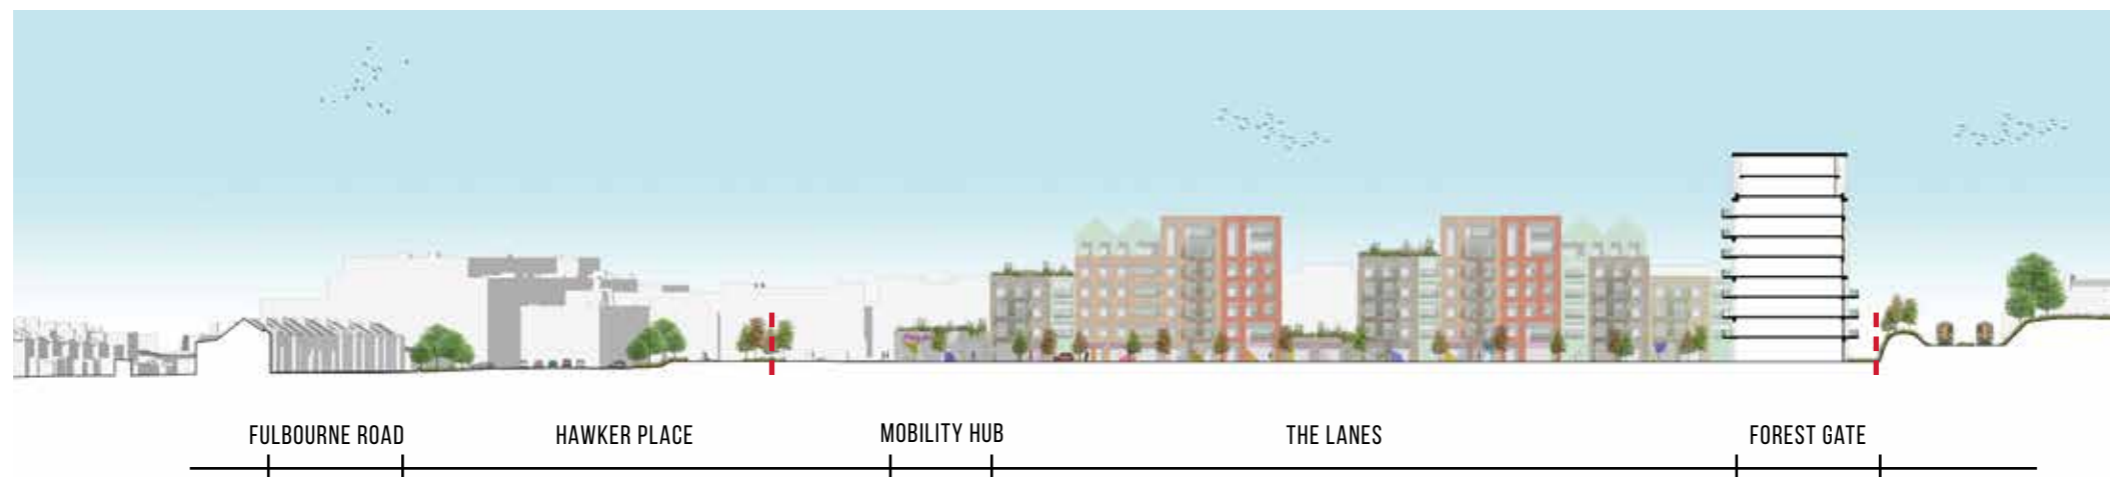 FULBOURNE ROAD
HAWKER PLACE
MOBILITY HUB
THE LANES
FOREST GATE